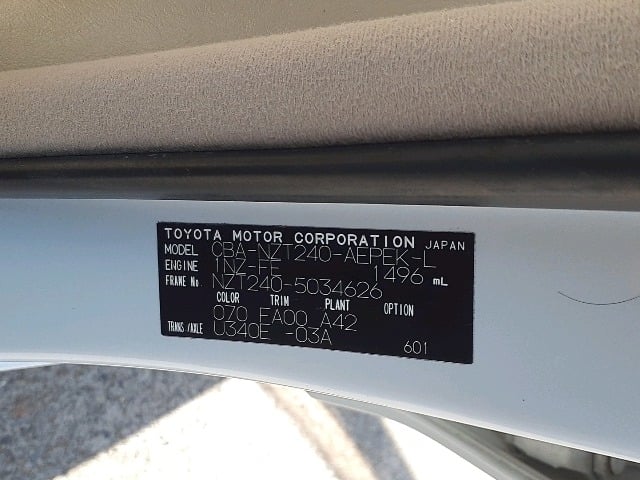 TOYOTA MOTOR CORPORATION JAPAN
MODEL CBA-NZT240-AEPEK-L
ENGINE 1NZ-FE 1496 mL
FRAME No. NZT240-5034626
COLOR TRIM PLANT OPTION
070 FA00 A42
TRANS/AXLE U340E -03A
601